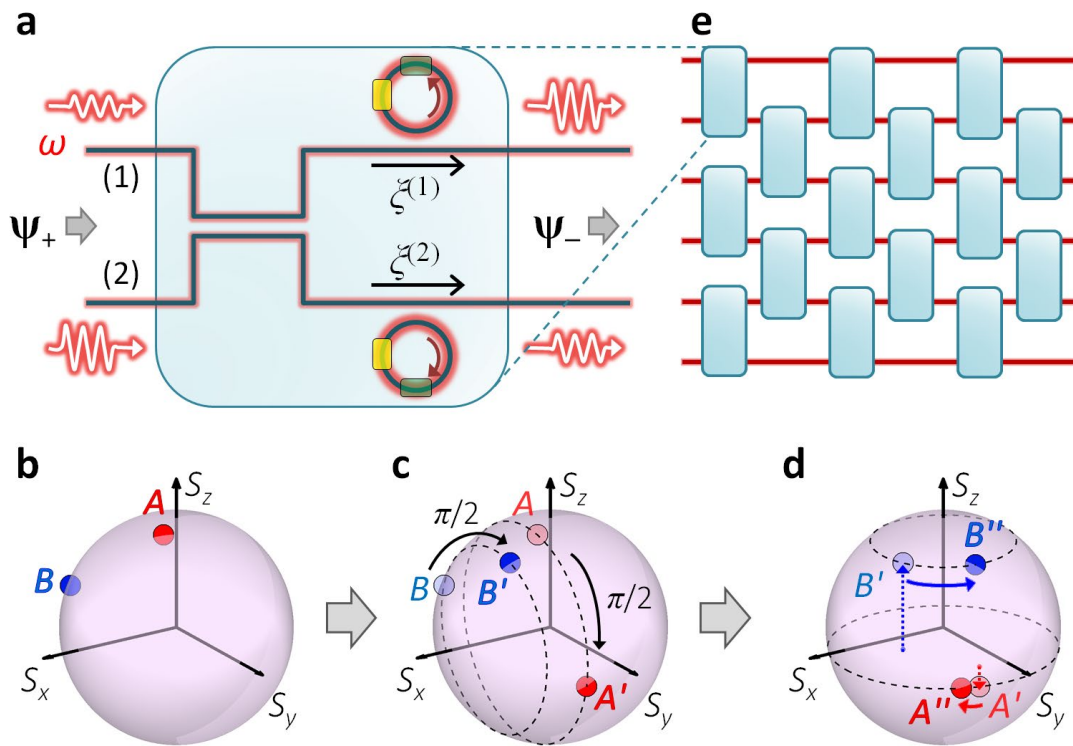 a
e
ω
(1)
ξ(1)
Ψ+
Ψ−
ξ(2)
(2)
b
c
d
Sz
A
B
Sx
Sy
Sz
π/2
A
B
B'
π/2
Sx
A'
Sy
Sz
B''
B'
Sx
A''
A'
Sy